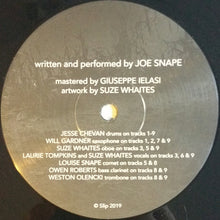 written and performed by JOE SNAPE
mastered by GIUSEPPE IELASI
artwork by SUZE WHAITES
JESSE CHEVAN drums on tracks 1-9
WILL GARDNER saxophone on tracks 1, 2, 7 & 9
SUZE WHAITES oboe on tracks 3, 5 & 9
LAURIE TOMPKINS and SUZE WHAITES vocals on tracks 3, 6 & 9
LOUISE SNAPE cornet on tracks 5 & 8
OWEN ROBERTS bass clarinet on tracks 8 & 9
WESTON OLENCKI trombone on tracks 8 & 9
© Slip 2019